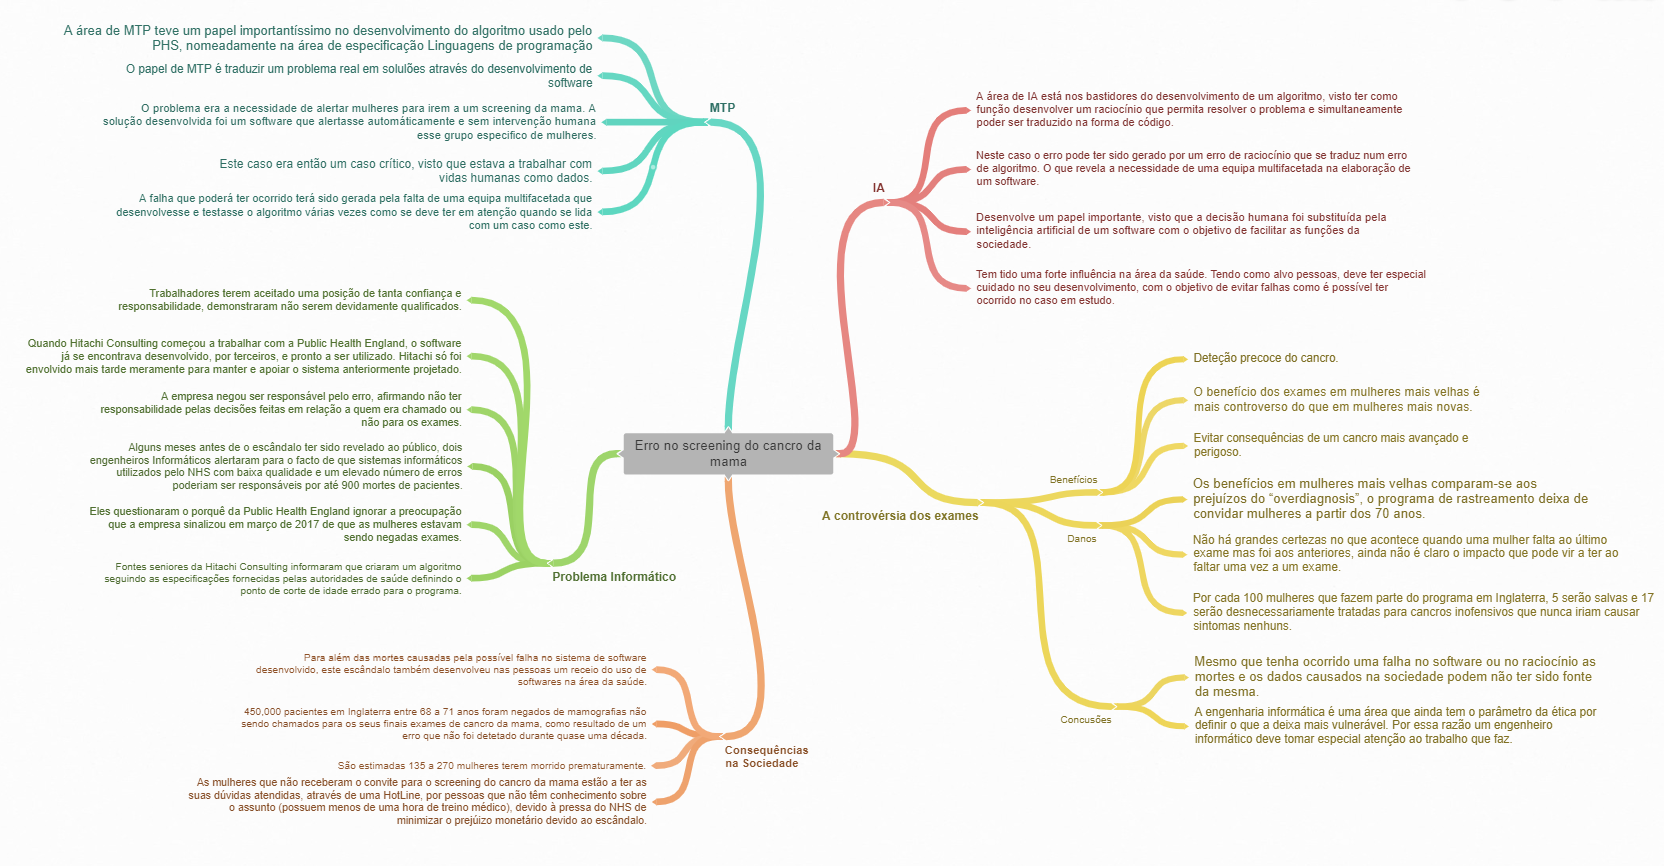 Erro no screening do cancro da
mama
MTP
A área de MTP teve um papel importantíssimo no desenvolvimento do algoritmo usado pelo
PHS, nomeadamente na área de especificação Linguagens de programação
O papel de MTP é traduzir um problema real em solulões através do desenvolvimento de
software
O problema era a necessidade de alertar mulheres para irem a um screening da mama. A
solução desenvolvida foi um software que alertasse automáticamente e sem intervenção humana
esse grupo especifico de mulheres.
Este caso era então um caso crítico, visto que estava a trabalhar com
vidas humanas como dados.
A falha que poderá ter ocorrido terá sido gerada pela falta de uma equipa multifacetada que
desenvolvesse e testasse o algoritmo várias vezes como se deve ter em atenção quando se lida
com um caso como este.
IA
A área de IA está nos bastidores do desenvolvimento de um algoritmo, visto ter como
função desenvolver um raciocínio que permita resolver o problema e simultaneamente
poder ser traduzido na forma de código.
Neste caso o erro pode ter sido gerado por um erro de raciocínio que se traduz num erro
de algoritmo. O que revela a necessidade de uma equipa multifacetada na elaboração de
um software.
Desenvolve um papel importante, visto que a decisão humana foi substituída pela
inteligência artificial de um software com o objetivo de facilitar as funções da
sociedade.
Tem tido uma forte influência na área da saúde. Tendo como alvo pessoas, deve ter especial
cuidado no seu desenvolvimento, com o objetivo de evitar falhas como é possível ter
ocorrido no caso em estudo.
Problema Informático
Trabalhadores terem aceitado uma posição de tanta confiança e
responsabilidade, demonstraram não serem devidamente qualificados.
Quando Hitachi Consulting começou a trabalhar com a Public Health England, o software
já se encontrava desenvolvido, por terceiros, e pronto a ser utilizado. Hitachi só foi
envolvido mais tarde meramente para manter e apoiar o sistema anteriormente projetado.
A empresa negou ser responsável pelo erro, afirmando não ter
responsabilidade pelas decisões feitas em relação a quem era chamado ou
não para os exames.
Alguns meses antes de o escândalo ter sido revelado ao público, dois
engenheiros Informáticos alertaram para o facto de que sistemas informáticos
utilizados pelo NHS com baixa qualidade e um elevado número de erros
poderiam ser responsáveis por até 900 mortes de pacientes.
Eles questionaram o porquê da Public Health England ignorar a preocupação
que a empresa sinalizou em março de 2017 de que as mulheres estavam
sendo negadas exames.
Fontes seniores da Hitachi Consulting informaram que criaram um algoritmo
seguindo as especificações fornecidas pelas autoridades de saúde definindo o
ponto de corte de idade errado para o programa.
A controvérsia dos exames
Benefícios
Deteção precoce do cancro.
O benefício dos exames em mulheres mais velhas é
mais controverso do que em mulheres mais novas.
Evitar consequências de um cancro mais avançado e
perigoso.
Danos
Os benefícios em mulheres mais velhas comparam-se aos
prejuízos do “overdiagnosis”, o programa de rastreamento deixa de
convidar mulheres a partir dos 70 anos.
Não há grandes certezas no que acontece quando uma mulher falta ao último
exame mas foi aos anteriores, ainda não é claro o impacto que pode vir a ter ao
faltar uma vez a um exame.
Por cada 100 mulheres que fazem parte do programa em Inglaterra, 5 serão salvas e 17
serão desnecessariamente tratadas para cancros inofensivos que nunca iriam causar
sintomas nenhuns.
Concusões
Mesmo que tenha ocorrido uma falha no software ou no raciocínio as
mortes e os dados causados na sociedade podem não ter sido fonte
da mesma.
A engenharia informática é uma área que ainda tem o parâmetro da ética por
definir o que a deixa mais vulnerável. Por essa razão um engenheiro
informático deve tomar especial atenção ao trabalho que faz.
Consequências
na Sociedade
Para além das mortes causadas pela possível falha no sistema de software
desenvolvido, este escândalo também desenvolveu nas pessoas um receio do uso de
softwares na área da saúde.
450,000 pacientes em Inglaterra entre 68 a 71 anos foram negados de mamografias não
sendo chamados para os seus finais exames de cancro da mama, como resultado de um
erro que não foi detetado durante quase uma década.
São estimadas 135 a 270 mulheres terem morrido prematuramente.
As mulheres que não receberam o convite para o screening do cancro da mama estão a ter as
suas dúvidas atendidas, através de uma HotLine, por pessoas que não têm conhecimento sobre
o assunto (possuem menos de uma hora de treino médico), devido à pressa do NHS de
minimizar o prejúizo monetário devido ao escândalo.